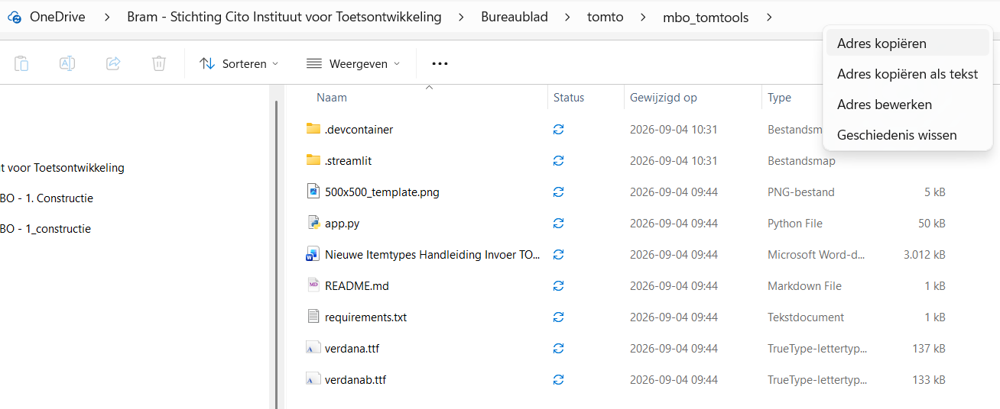 OneDrive > Bram - Stichting Cito Instituut voor Toetsontwikkeling > Bureaublad > tomto > mbo_tomtools >
Sorteren Weergeven ...
Adres kopiëren
Adres kopiëren als tekst
Adres bewerken
Geschiedenis wissen
Naam Status Gewijzigd op Type
.devcontainer 2026-09-04 10:31 Bestandsm
.streamlit 2026-09-04 10:31 Bestandsmap
500x500_template.png 2026-09-04 09:44 PNG-bestand 5 kB
app.py 2026-09-04 09:44 Python File 50 kB
Nieuwe Itemtypes Handleiding Invoer TO... 2026-09-04 09:44 Microsoft Word-d... 3.012 kB
README.md 2026-09-04 09:44 Markdown File 1 kB
requirements.txt 2026-09-04 09:44 Tekstdocument 1 kB
verdana.ttf 2026-09-04 09:44 TrueType-lettertyp... 137 kB
verdanab.ttf 2026-09-04 09:44 TrueType-lettertyp... 133 kB
t voor Toetsontwikkeling
BO - 1. Constructie
BO - 1_constructie